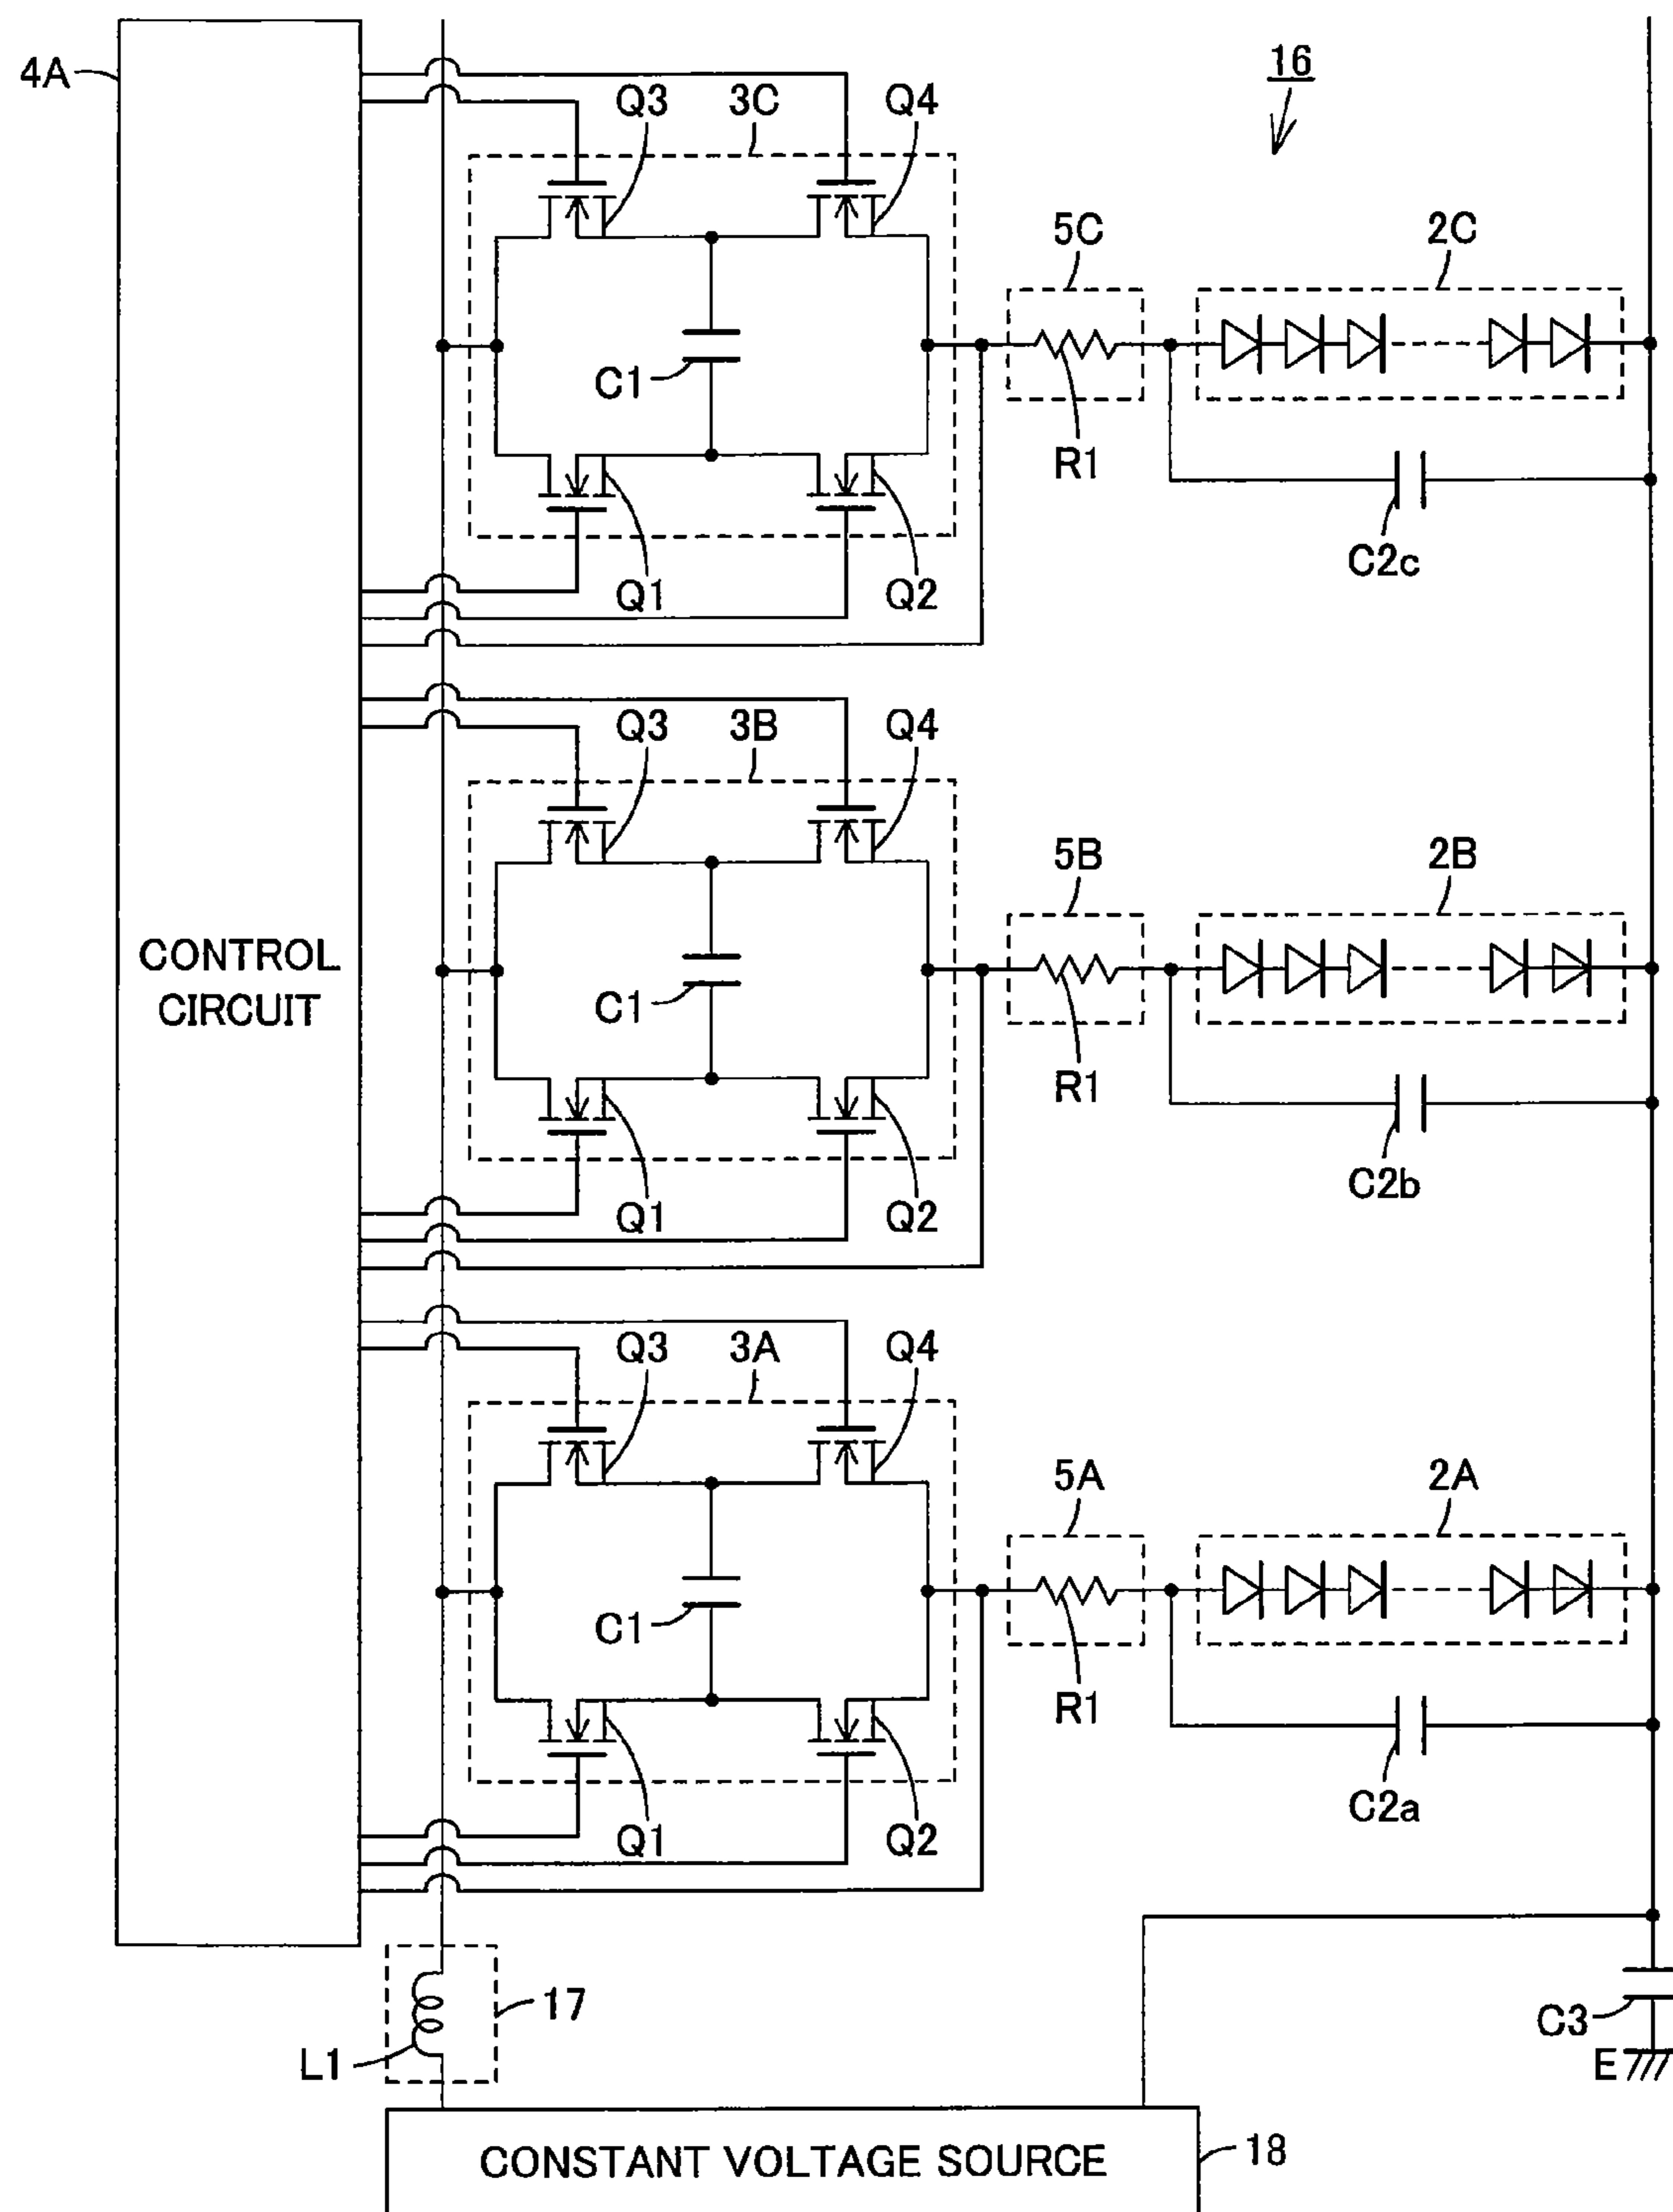 16
4A
Q3 3C Q4
5C 2C
C1
R1
C2c
Q1 Q2
Q3 3B Q4
5B 2B
CONTROL
CIRCUIT
C1
R1
C2b
Q1 Q2
Q3 3A Q4
5A 2A
C1
R1
C2a
Q1 Q2
17
C3
L1
E
CONSTANT VOLTAGE SOURCE
18